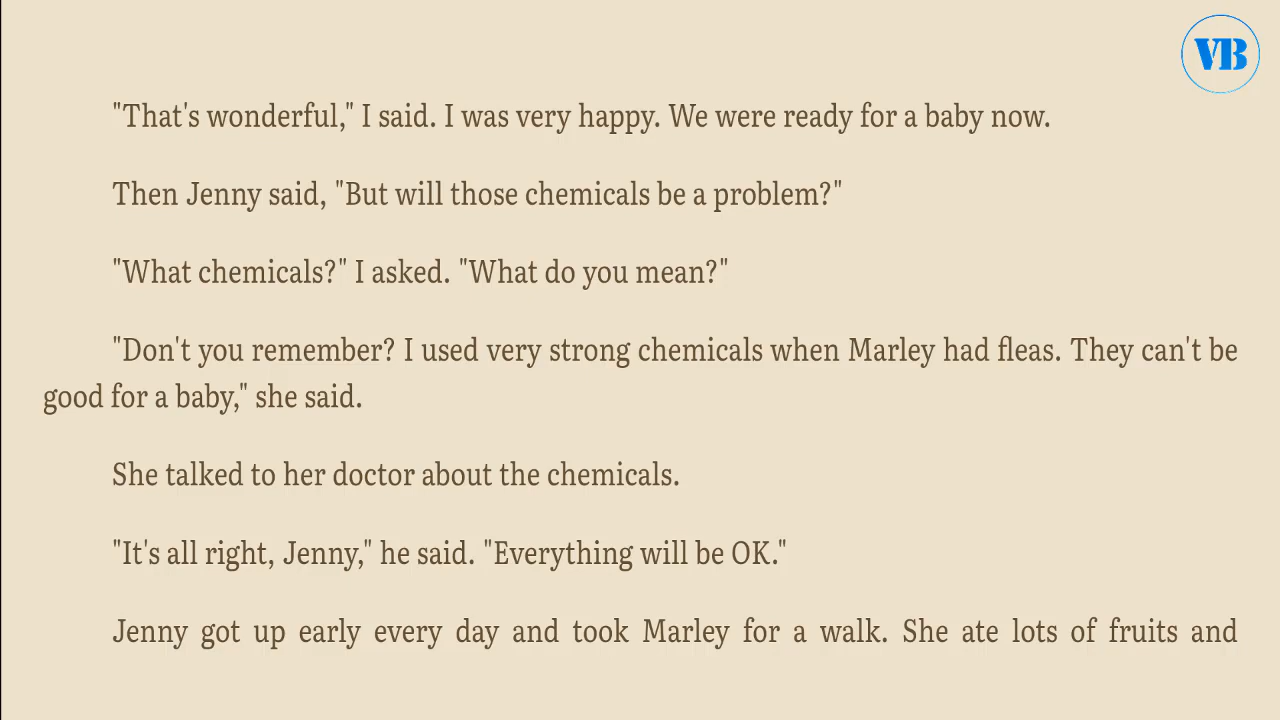 VB
"That's wonderful," I said. I was very happy. We were ready for a baby now.
Then Jenny said, "But will those chemicals be a problem?"
"What chemicals?" I asked. "What do you mean?"
"Don't you remember? I used very strong chemicals when Marley had fleas. They can't be
good for a baby," she said.
She talked to her doctor about the chemicals.
"It's all right, Jenny," he said. "Everything will be OK."
Jenny got up early every day and took Marley for a walk. She ate lots of fruits and